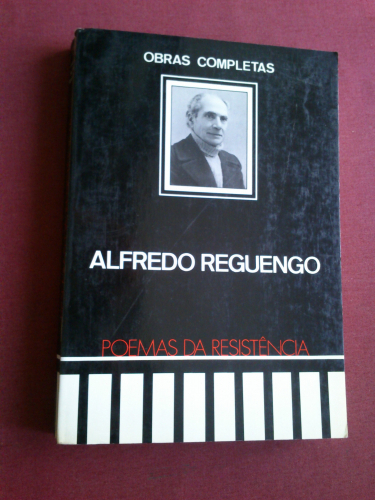 OBRAS COMPLETAS
ALFREDO REGUENGO
POEMAS DA RESISTÊNCIA